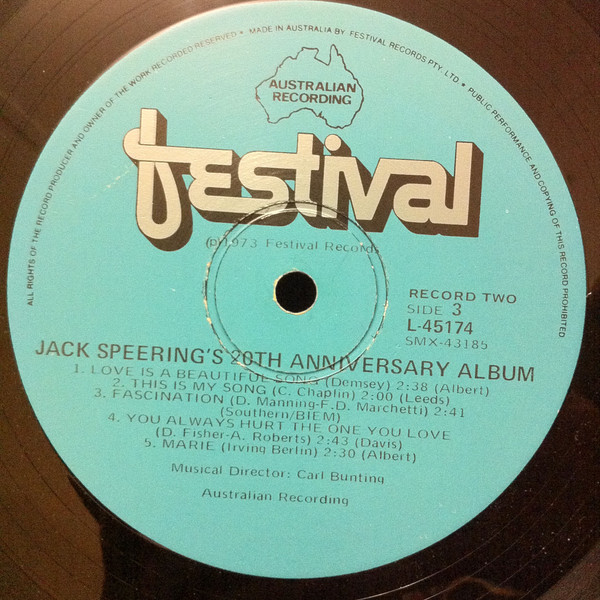 ALL RIGHTS OF THE RECORD PRODUCER AND OWNER OF THE WORK RECORDED RESERVED • MADE IN AUSTRALIA BY FESTIVAL RECORDS PTY. LTD. • PUBLIC PERFORMANCE AND COPYING OF THIS RECORD PROHIBITED
AUSTRALIAN
RECORDING
festival
(p)1973 Festival Records
RECORD TWO
SIDE 3
L-45174
SMX-43185
JACK SPEERING'S 20TH ANNIVERSARY ALBUM
1. LOVE IS A BEAUTIFUL SONG (Demsey) 2:38 (Albert)
2. THIS IS MY SONG (C. Chaplin) 2:00 (Leeds)
3. FASCINATION (D. Manning-F.D. Marchetti) 2:41
(Southern/BIEM)
4. YOU ALWAYS HURT THE ONE YOU LOVE
(D. Fisher-A. Roberts) 2:43 (Davis)
5. MARIE (Irving Berlin) 2:30 (Albert)
Musical Director: Carl Bunting
Australian Recording